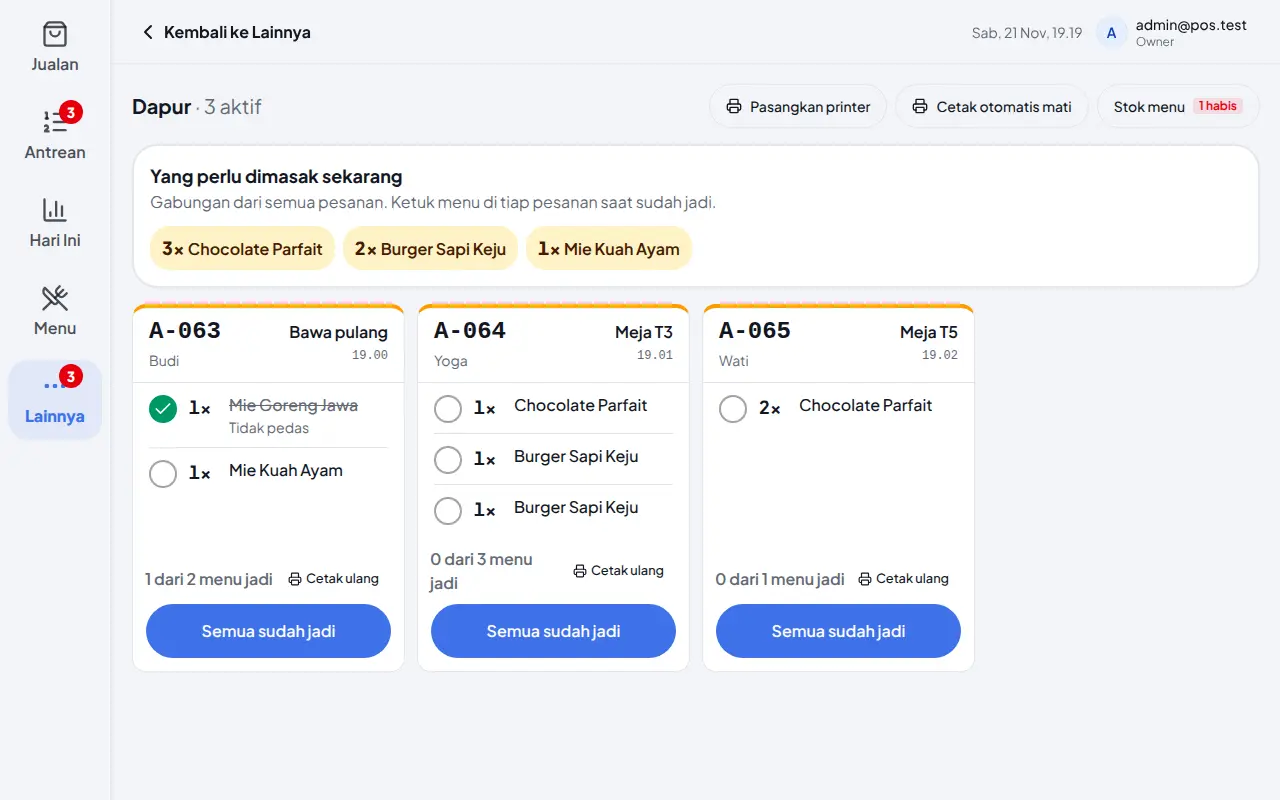 Kembali ke Lainnya
Sab, 21 Nov, 19.19
A
admin@pos.test
Owner
Jualan
3
Antrean
Hari Ini
Menu
3
Lainnya
Dapur · 3 aktif
Pasangkan printer
Cetak otomatis mati
Stok menu 1 habis
Yang perlu dimasak sekarang
Gabungan dari semua pesanan. Ketuk menu di tiap pesanan saat sudah jadi.
3× Chocolate Parfait
2× Burger Sapi Keju
1× Mie Kuah Ayam
A-063 Bawa pulang
Budi 19.00
1× Mie Goreng Jawa
Tidak pedas
1× Mie Kuah Ayam
1 dari 2 menu jadi Cetak ulang
Semua sudah jadi
A-064 Meja T3
Yoga 19.01
1× Chocolate Parfait
1× Burger Sapi Keju
1× Burger Sapi Keju
0 dari 3 menu
jadi
Cetak ulang
Semua sudah jadi
A-065 Meja T5
Wati 19.02
2× Chocolate Parfait
0 dari 1 menu jadi Cetak ulang
Semua sudah jadi